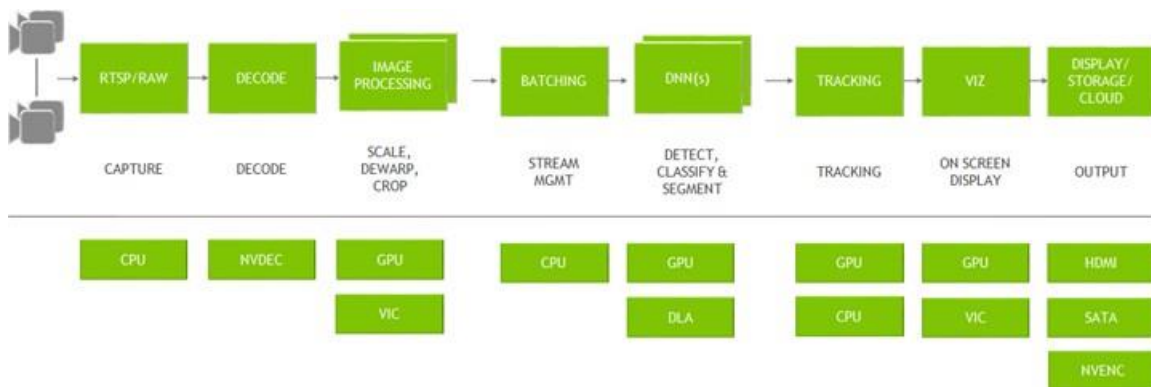 RTSP/RAW
DECODE
IMAGE
PROCESSING
BATCHING
DNN(s)
TRACKING
VIZ
DISPLAY/
STORAGE/
CLOUD
CAPTURE
DECODE
SCALE,
DEWARP,
CROP
STREAM
MGMT
DETECT,
CLASSIFY &
SEGMENT
TRACKING
ON SCREEN
DISPLAY
OUTPUT
CPU
NVDEC
GPU
CPU
GPU
GPU
GPU
HDMI
VIC
DLA
CPU
VIC
SATA
NVENC